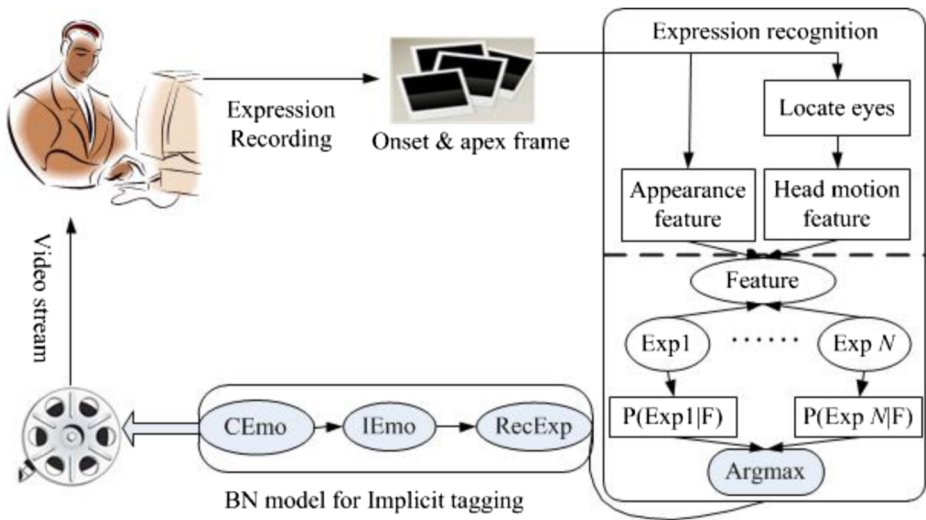 Expression recognition
Expression
Recording
Onset & apex frame
Locate eyes
Appearance
feature
Head motion
feature
Video stream
Feature
Exp1
······
Exp N
P(Exp1|F)
P(Exp N|F)
CEmo
IEmo
RecExp
Argmax
BN model for Implicit tagging